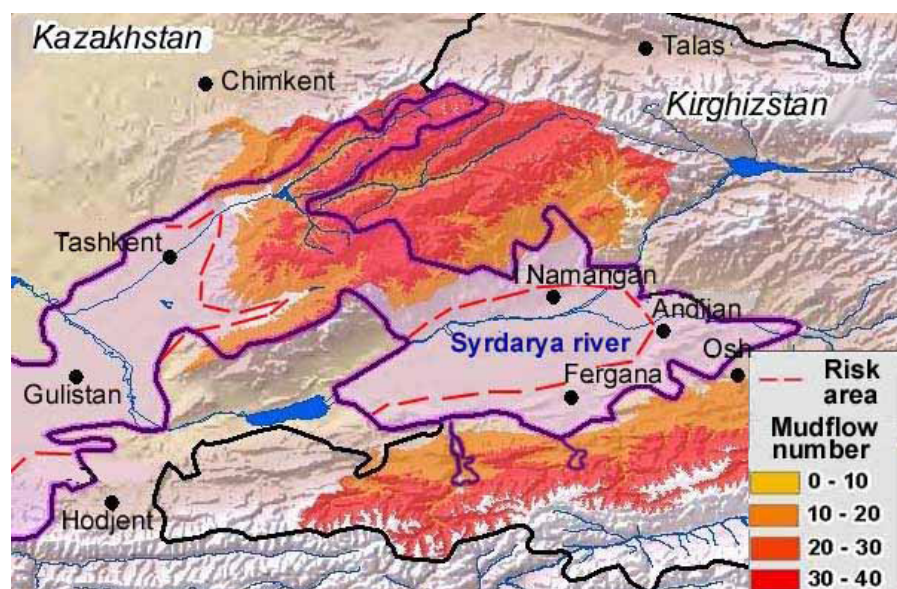 Kazakhstan
Talas
Chimkent
Kirghizstan
Tashkent
Namangan
Andijan
Syrdarya river
Osh
Gulistan
Fergana
Hodjent
Risk
area
Mudflow
number
0 - 10
10 - 20
20 - 30
30 - 40